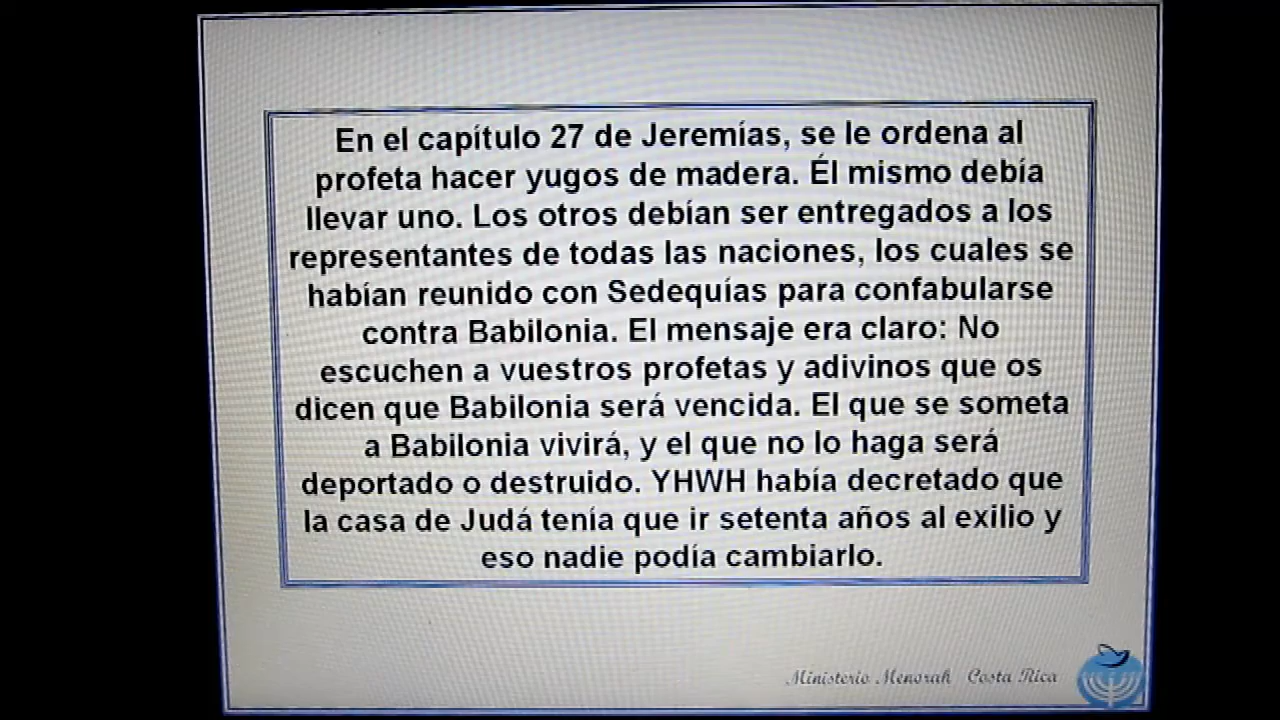 En el capítulo 27 de Jeremías, se le ordena al
profeta hacer yugos de madera. Él mismo debía
llevar uno. Los otros debían ser entregados a los
representantes de todas las naciones, los cuales se
habían reunido con Sedequías para confabularse
contra Babilonia. El mensaje era claro: No
escuchen a vuestros profetas y adivinos que os
dicen que Babilonia será vencida. El que se someta
a Babilonia vivirá, y el que no lo haga será
deportado o destruido. YHWH había decretado que
la casa de Judá tenía que ir setenta años al exilio y
eso nadie podía cambiarlo.
Ministerio Menorah Costa Rica